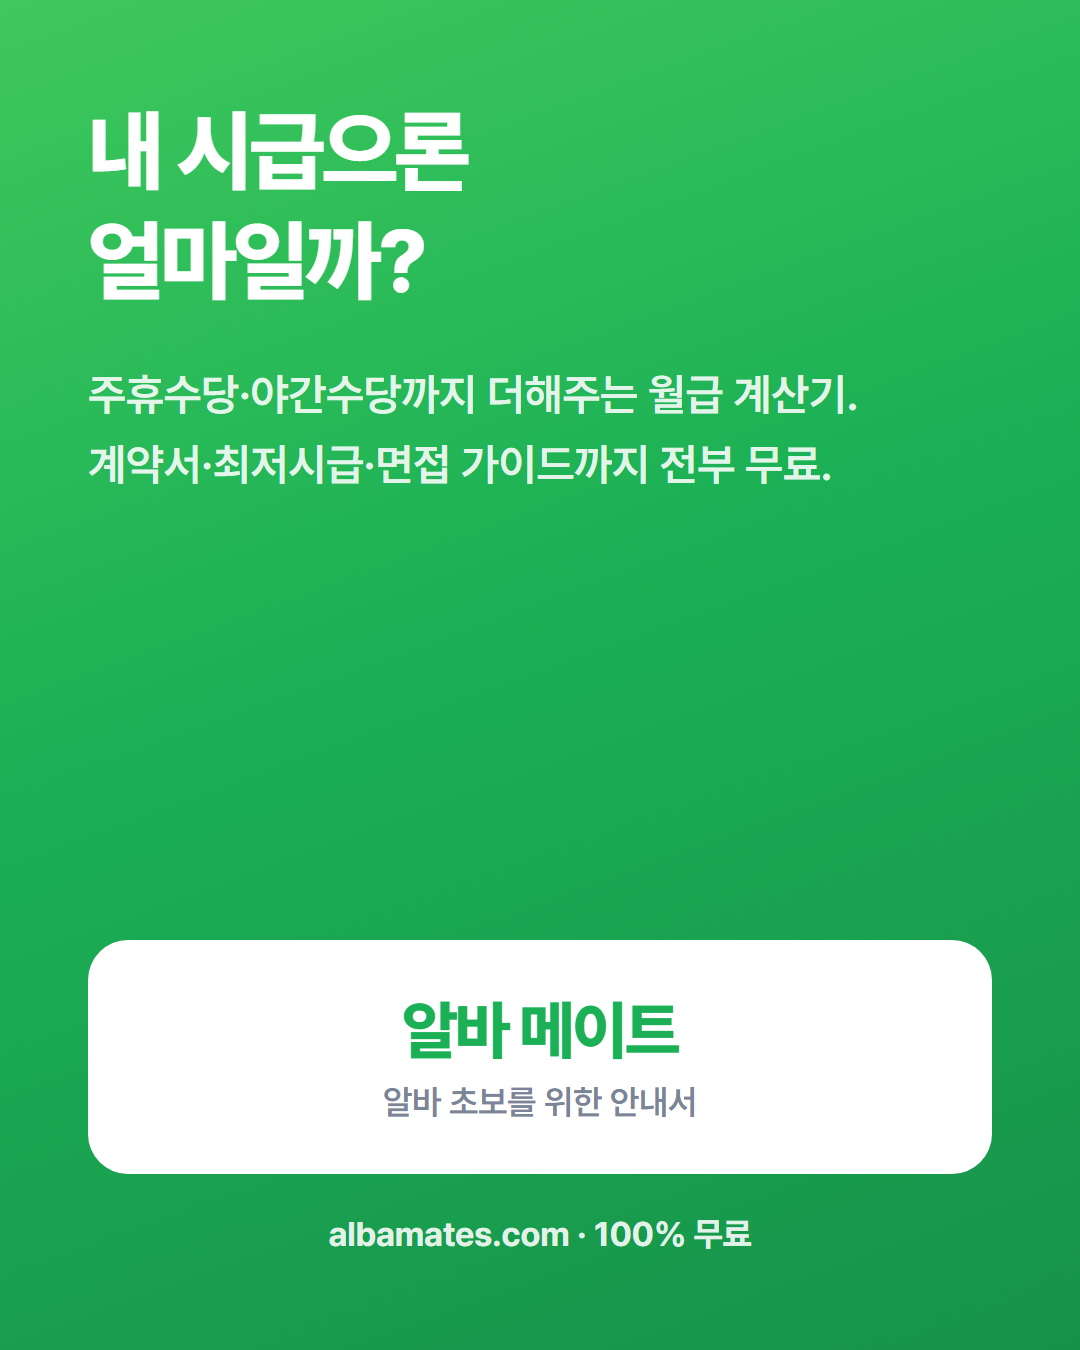 내 시급으론
얼마일까?
주휴수당·야간수당까지 더해주는 월급 계산기.
계약서·최저시급·면접 가이드까지 전부 무료.
알바 메이트
알바 초보를 위한 안내서
albamates.com · 100% 무료